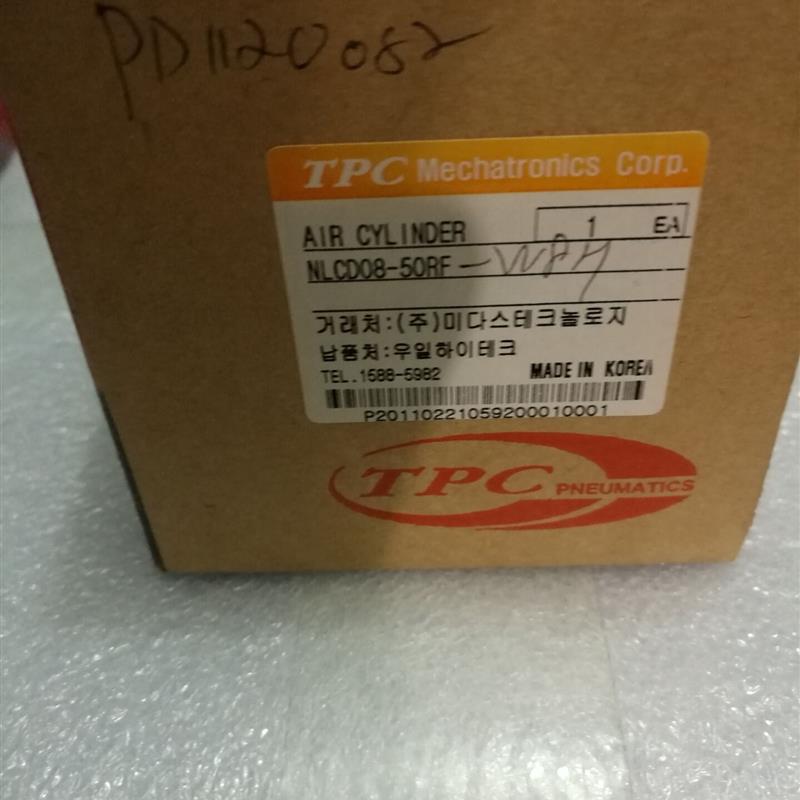 PD1120082
TPC Mechatronics Corp.
AIR CYLINDER 1 EA
NLCD08-50RF
거래처:(주)미다스테크놀로지
납품처:우일하이테크
TEL.1588-5982 MADE IN KOREA
P20110221059200010001
TPC PNEUMATICS